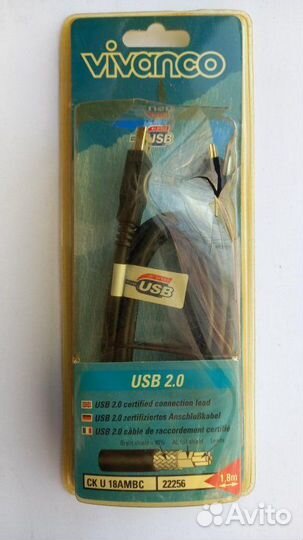 vivanco
USB
USB
USB 2.0
USB 2.0 certified connection lead
USB 2.0 zertifiziertes Anschlußkabel
USB 2.0 câble de raccordement certifié
CK U 18AMBC
22256
1,8m
Avito